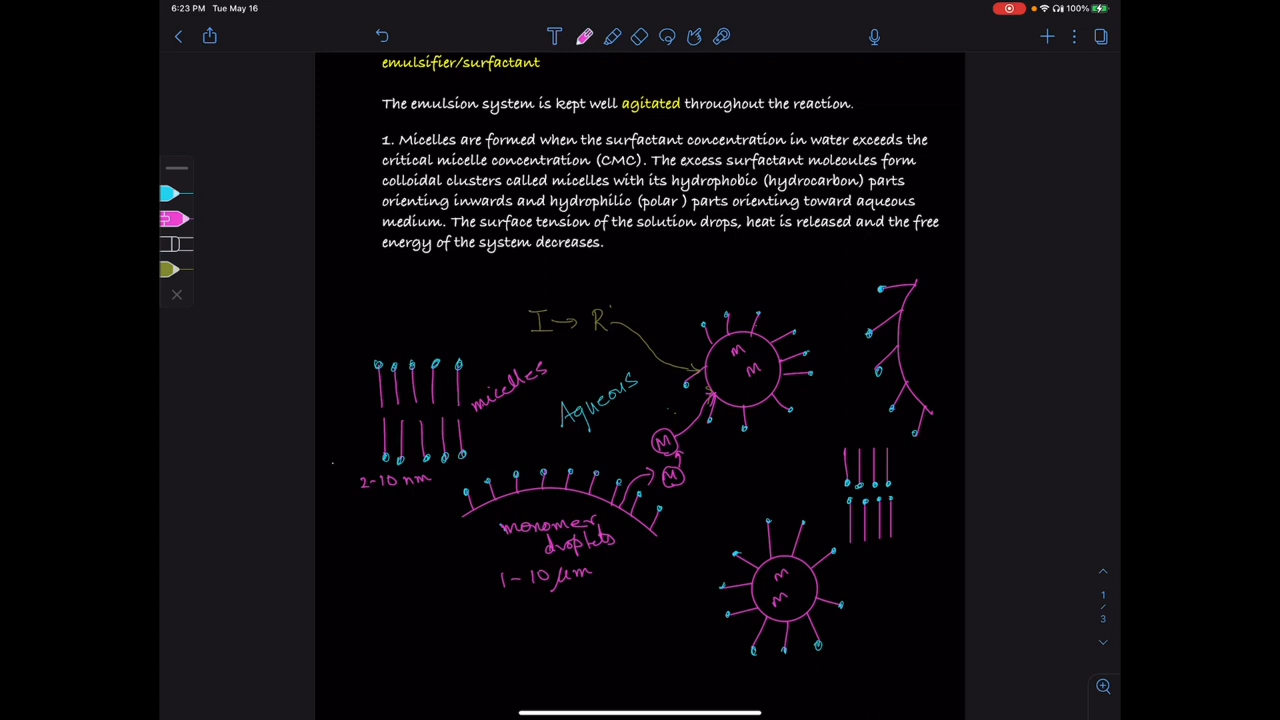 6:23 PM Tue May 16
100%
emulsifier/surfactant
The emulsion system is kept well agitated throughout the reaction.
1. Micelles are formed when the surfactant concentration in water exceeds the
critical micelle concentration (CMC). The excess surfactant molecules form
colloidal clusters called micelles with its hydrophobic (hydrocarbon) parts
orienting inwards and hydrophilic (polar ) parts orienting toward aqueous
medium. The surface tension of the solution drops, heat is released and the free
energy of the system decreases.
I → R˙
M
M
micelles
Aqueous
M
M
2-10 nm
monomer
droplets
1-10 μm
M
M
1
/
3